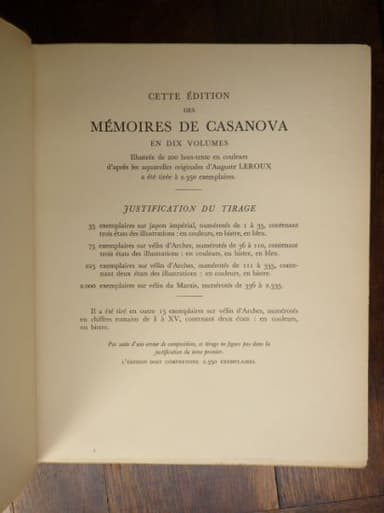 CETTE ÉDITION
DES
MÉMOIRES DE CASANOVA
EN DIX VOLUMES
Illustrée de 200 hors-texte en couleurs
d'après les aquarelles originales d'Auguste LEROUX
a été tirée à 2.350 exemplaires.
JUSTIFICATION DU TIRAGE
35 exemplaires sur Japon impérial, numérotés de 1 à 35, contenant
trois états des illustrations : en couleurs, en bistre, en bleu.
75 exemplaires sur vélin d'Arches, numérotés de 36 à 110, contenant
trois états des illustrations : en couleurs, en bistre, en bleu.
225 exemplaires sur vélin d'Arches, numérotés de 111 à 335, conte-
nant deux états des illustrations : en couleurs, en bistre.
2.000 exemplaires sur vélin du Marais, numérotés de 336 à 2.335.
Il a été tiré en outre 15 exemplaires sur vélin d'Arches, numérotés
en chiffres romains de I à XV, contenant deux états : en couleurs,
en bistre.
Par suite d'une erreur de composition, ce tirage ne figure pas dans la
justification du tome premier.
L'ÉDITION DOIT COMPRENDRE 2.350 EXEMPLAIRES.